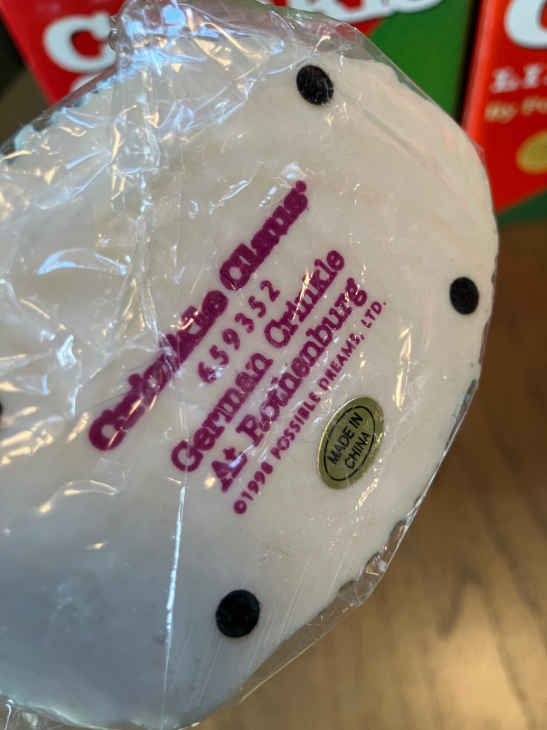 Crinkle Claus
659352
German Crinkle
At Rothenburg
©1998 POSSIBLE DREAMS, LTD.
MADE IN
CHINA